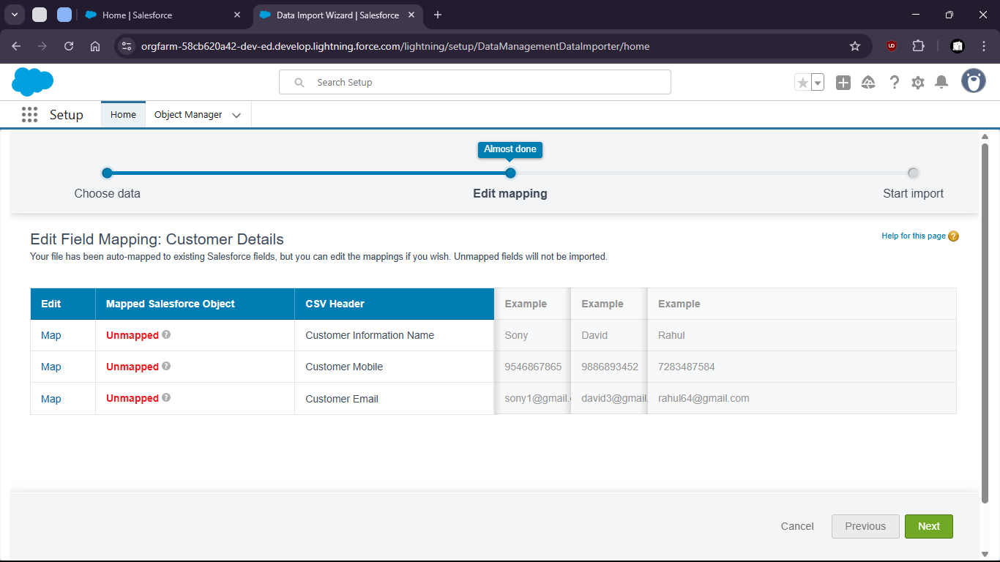 Home | Salesforce
Data Import Wizard | Salesforce
orgfarm-58cb620a42-dev-ed.develop.lightning.force.com/lightning/setup/DataManagementDataImporter/home
UD
Search Setup
Setup
Home
Object Manager
Almost done
Choose data
Edit mapping
Start import
Edit Field Mapping: Customer Details
Help for this page ?
Your file has been auto-mapped to existing Salesforce fields, but you can edit the mappings if you wish. Unmapped fields will not be imported.
Edit Mapped Salesforce Object CSV Header Example Example Example
Map Unmapped ? Customer Information Name Sony David Rahul
Map Unmapped ? Customer Mobile 9546867865 9886893452 7283487584
Map Unmapped ? Customer Email sony1@gmail. david3@gmail. rahul64@gmail.com
Cancel Previous Next